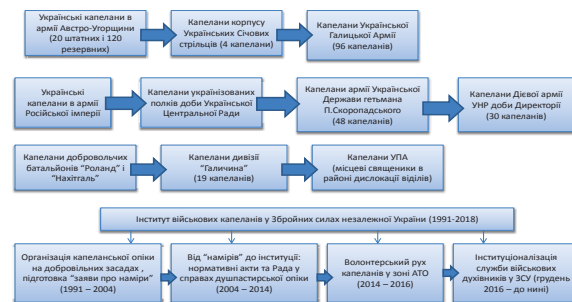 Українські капелани в
армії Австро-Угорщини
(20 штатних і 120
резервних)
Капелани корпусу
Українських Січових
стрільців (4 капелани)
Капелани Української
Галицької Армії
(96 капеланів)
Українські
капелани в армії
Російської імперії
Капелани українізованих
полків доби Української
Центральної Ради
Капелани армії Української
Держави гетьмана
П.Скоропадського
(48 капеланів)
Капелани Дієвої армії
УНР доби Директорії
(30 капеланів)
Капелани добровольчих
батальйонів "Роланд" і
"Нахтігаль"
Капелани дивізії
"Галичина"
(19 капеланів)
Капелани УПА
(місцеві священики в
районі дислокації відділів)
Інститут військових капеланів у Збройних силах незалежної України (1991-2018)
Організація капеланської опіки
на добровільних засадах ,
підготовка "заяви про наміри"
(1991 – 2004)
Від "намірів" до інституції:
нормативні акти та Рада у
справах душпастирської опіки
(2004 – 2014)
Волонтерський рух
капеланів у зоні АТО
(2014 – 2016)
Інституціоналізація
служби військових
духівників у ЗСУ (грудень
2016 – до нині)